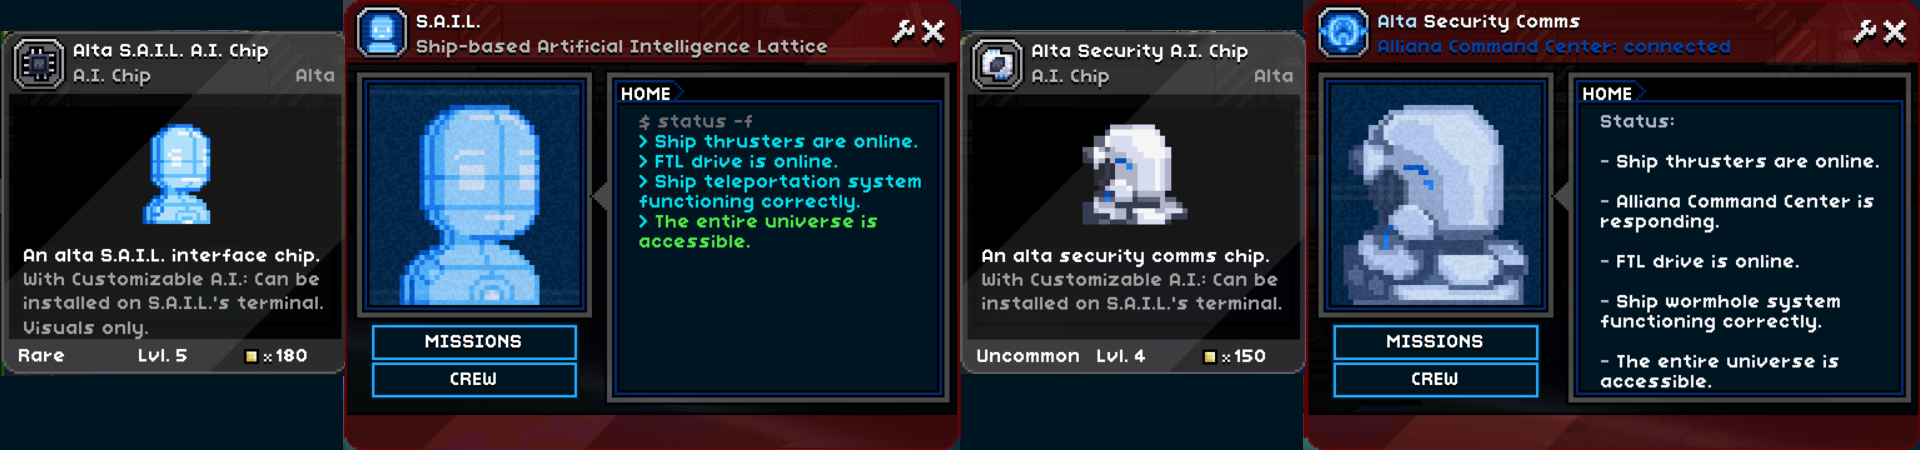 Alta S.A.I.L. A.I. Chip
A.I. Chip
Alta
An alta S.A.I.L. interface chip.
With Customizable A.I.: Can be
installed on S.A.I.L.'s terminal.
Visuals only.
Rare
Lvl. 5
x180
S.A.I.L.
Ship-based Artificial Intelligence Lattice
MISSIONS
CREW
HOME
$ status -f
> Ship thrusters are online.
> FTL drive is online.
> Ship teleportation system
functioning correctly.
> The entire universe is
accessible.
Alta Security A.I. Chip
A.I. Chip
Alta
An alta security comms chip.
With Customizable A.I.: Can be
installed on S.A.I.L.'s terminal.
Uncommon
Lvl. 4
x150
Alta Security Comms
Alliana Command Center: connected
MISSIONS
CREW
HOME
Status:
- Ship thrusters are online.
- Alliana Command Center is
responding.
- FTL drive is online.
- Ship wormhole system
functioning correctly.
- The entire universe is
accessible.